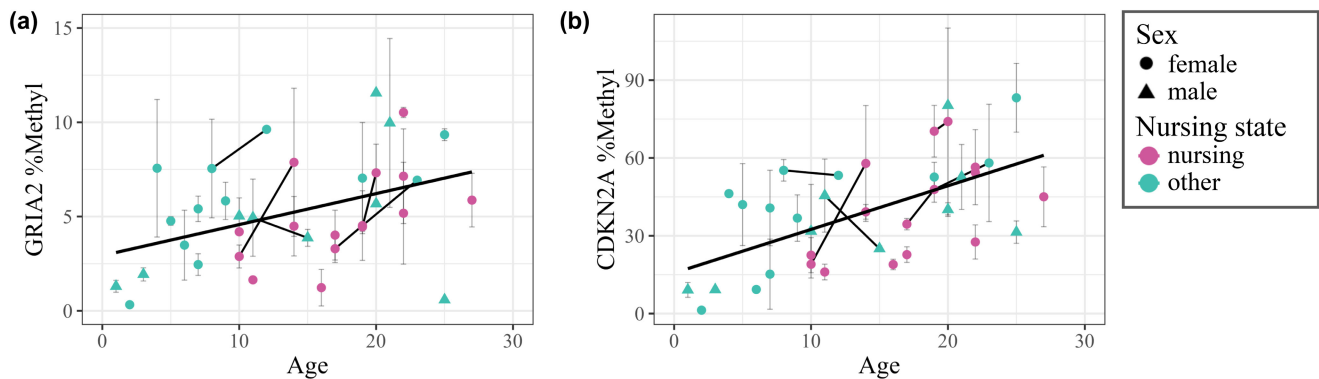 (a)
GRIA2 %Methyl
15
10
5
0
0
10
20
30
Age
(b)
CDKN2A %Methyl
90
60
30
0
0
10
20
30
Age
Sex
female
male
Nursing state
nursing
other